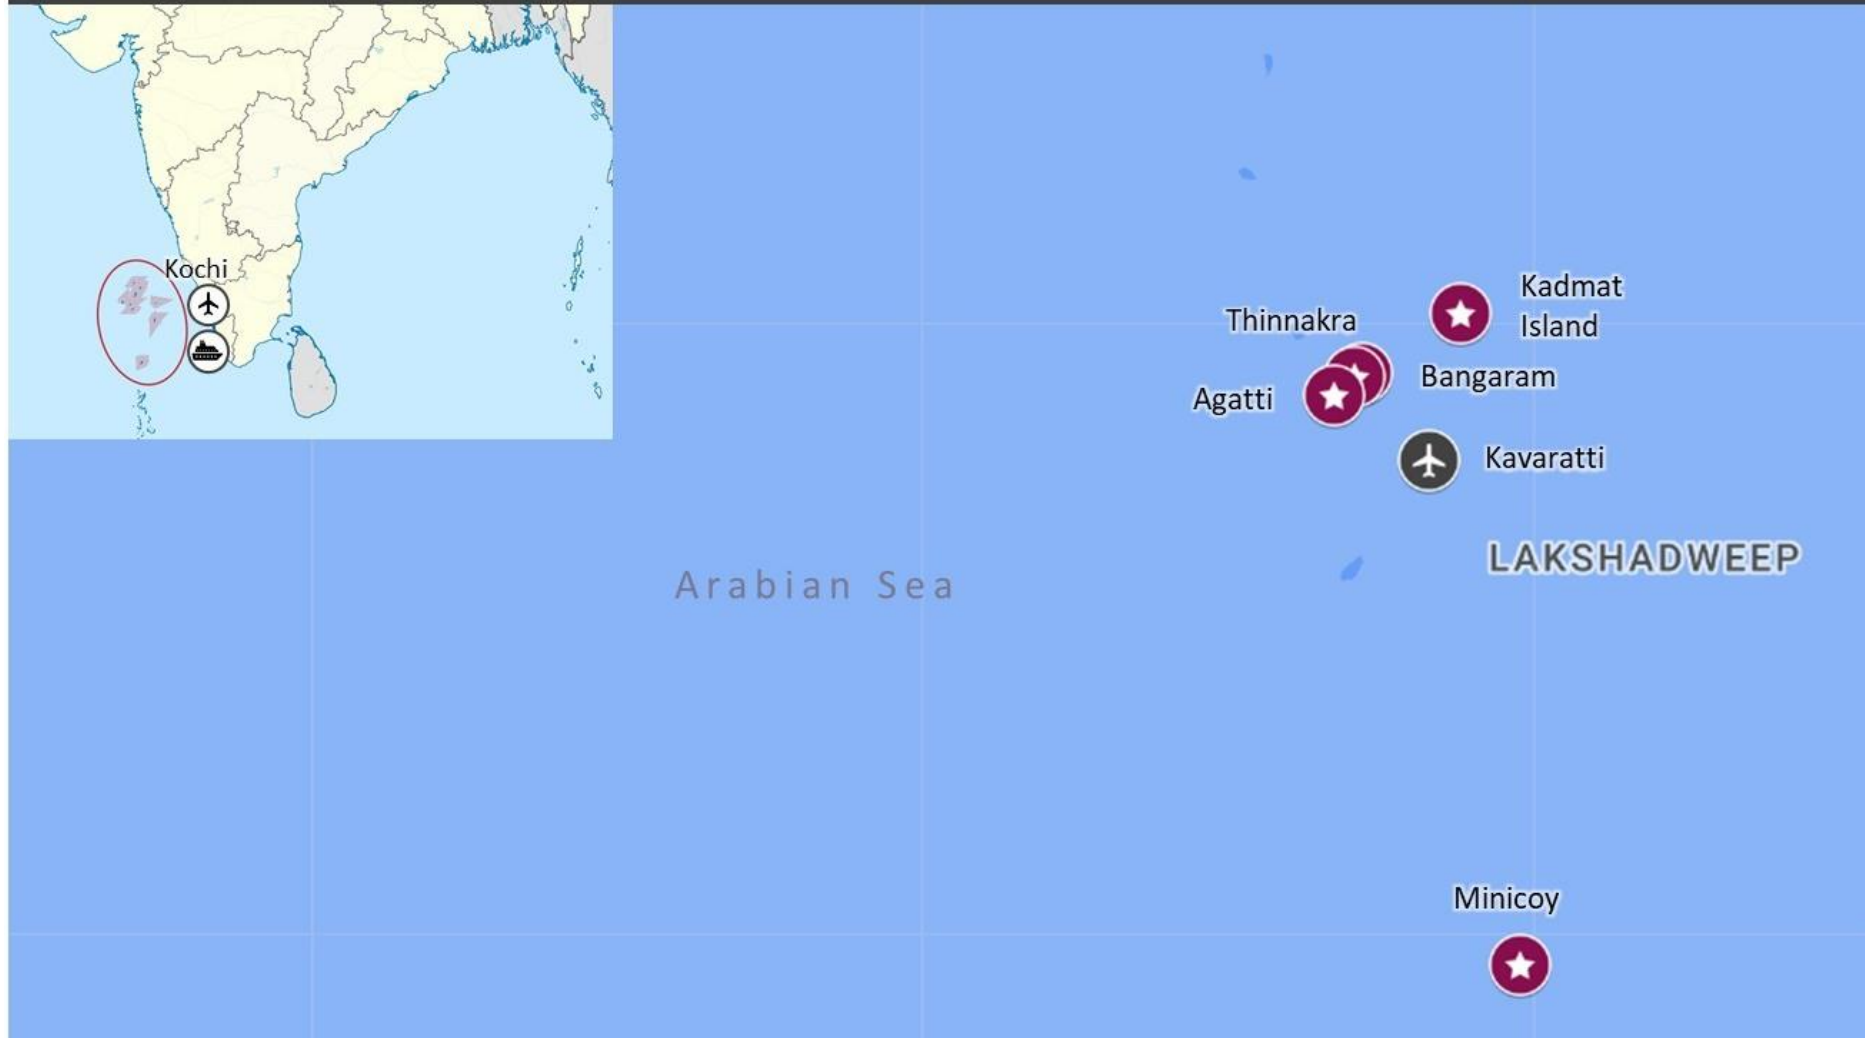 Kochi
Kadmat
Island
Thinnakra
Bangaram
Agatti
Kavaratti
LAKSHADWEEP
Arabian Sea
Minicoy